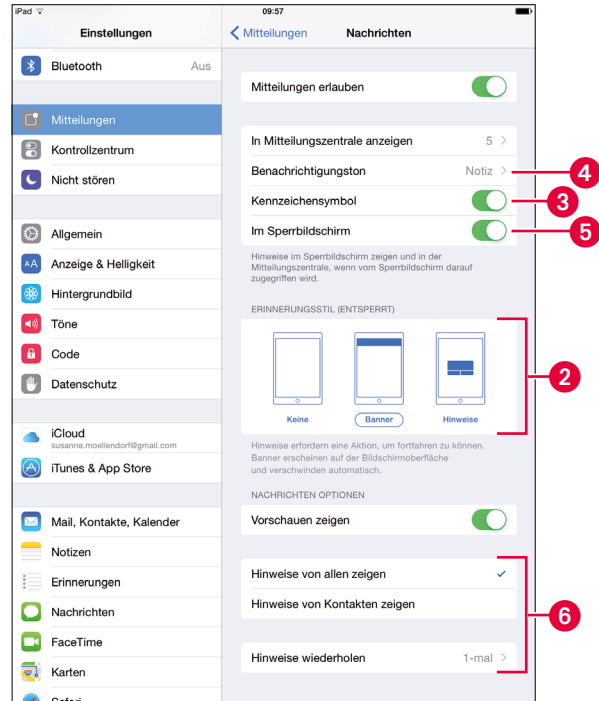 iPad 09:57
Einstellungen
Mitteilungen Nachrichten
Bluetooth Aus
Mitteilungen
Kontrollzentrum
Nicht stören
Allgemein
AA Anzeige & Helligkeit
Hintergrundbild
Töne
Code
Datenschutz
iCloud
susanne.moellendorf@gmail.com
iTunes & App Store
Mail, Kontakte, Kalender
Notizen
Erinnerungen
Nachrichten
FaceTime
Karten
Safari
Mitteilungen erlauben
In Mitteilungszentrale anzeigen 5
Benachrichtigungston Notiz 4
Kennzeichensymbol 3
Im Sperrbildschirm 5
Hinweise im Sperrbildschirm zeigen und in der
Mitteilungszentrale, wenn vom Sperrbildschirm darauf
zugegriffen wird.
ERINNERUNGSSTIL (ENTSPERRT)
2
Keine Banner Hinweise
Hinweise erfordern eine Aktion, um fortfahren zu können.
Banner erscheinen auf der Bildschirmoberfläche
und verschwinden automatisch.
NACHRICHTEN OPTIONEN
Vorschauen zeigen
Hinweise von allen zeigen
Hinweise von Kontakten zeigen
6
Hinweise wiederholen 1-mal